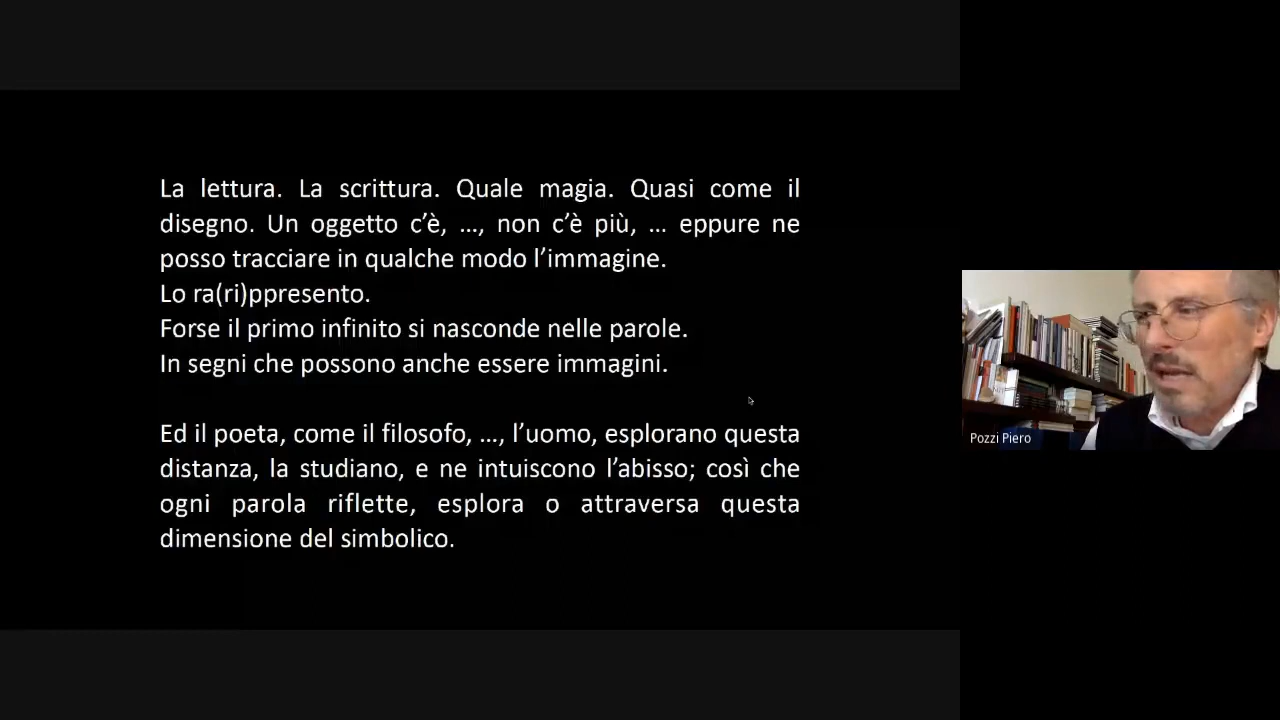 La lettura. La scrittura. Quale magia. Quasi come il
disegno. Un oggetto c’è, …, non c’è più, … eppure ne
posso tracciare in qualche modo l’immagine.
Lo ra(ri)ppresento.
Forse il primo infinito si nasconde nelle parole.
In segni che possono anche essere immagini.
Ed il poeta, come il filosofo, …, l’uomo, esplorano questa
distanza, la studiano, e ne intuiscono l’abisso; così che
ogni parola riflette, esplora o attraversa questa
dimensione del simbolico.
Pozzi Piero